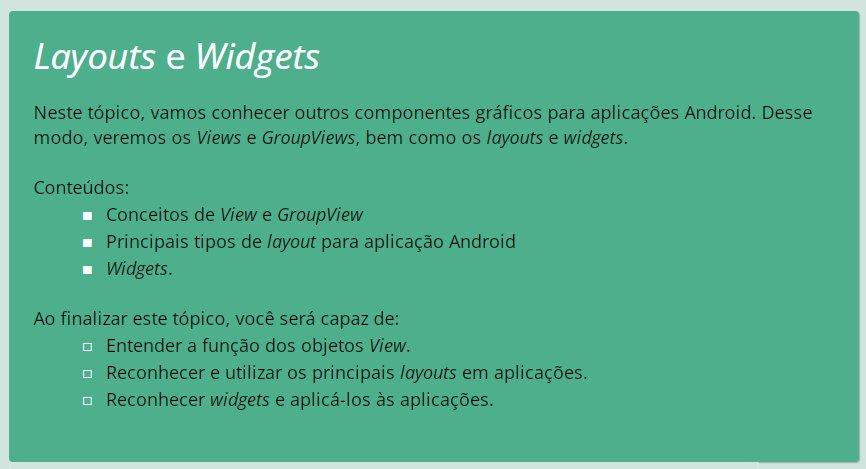 Layouts e Widgets
Neste tópico, vamos conhecer outros componentes gráficos para aplicações Android. Desse
modo, veremos os Views e GroupViews, bem como os layouts e widgets.
Conteúdos:
Conceitos de View e GroupView
Principais tipos de layout para aplicação Android
Widgets.
Ao finalizar este tópico, você será capaz de:
Entender a função dos objetos View.
Reconhecer e utilizar os principais layouts em aplicações.
Reconhecer widgets e aplicá-los às aplicações.